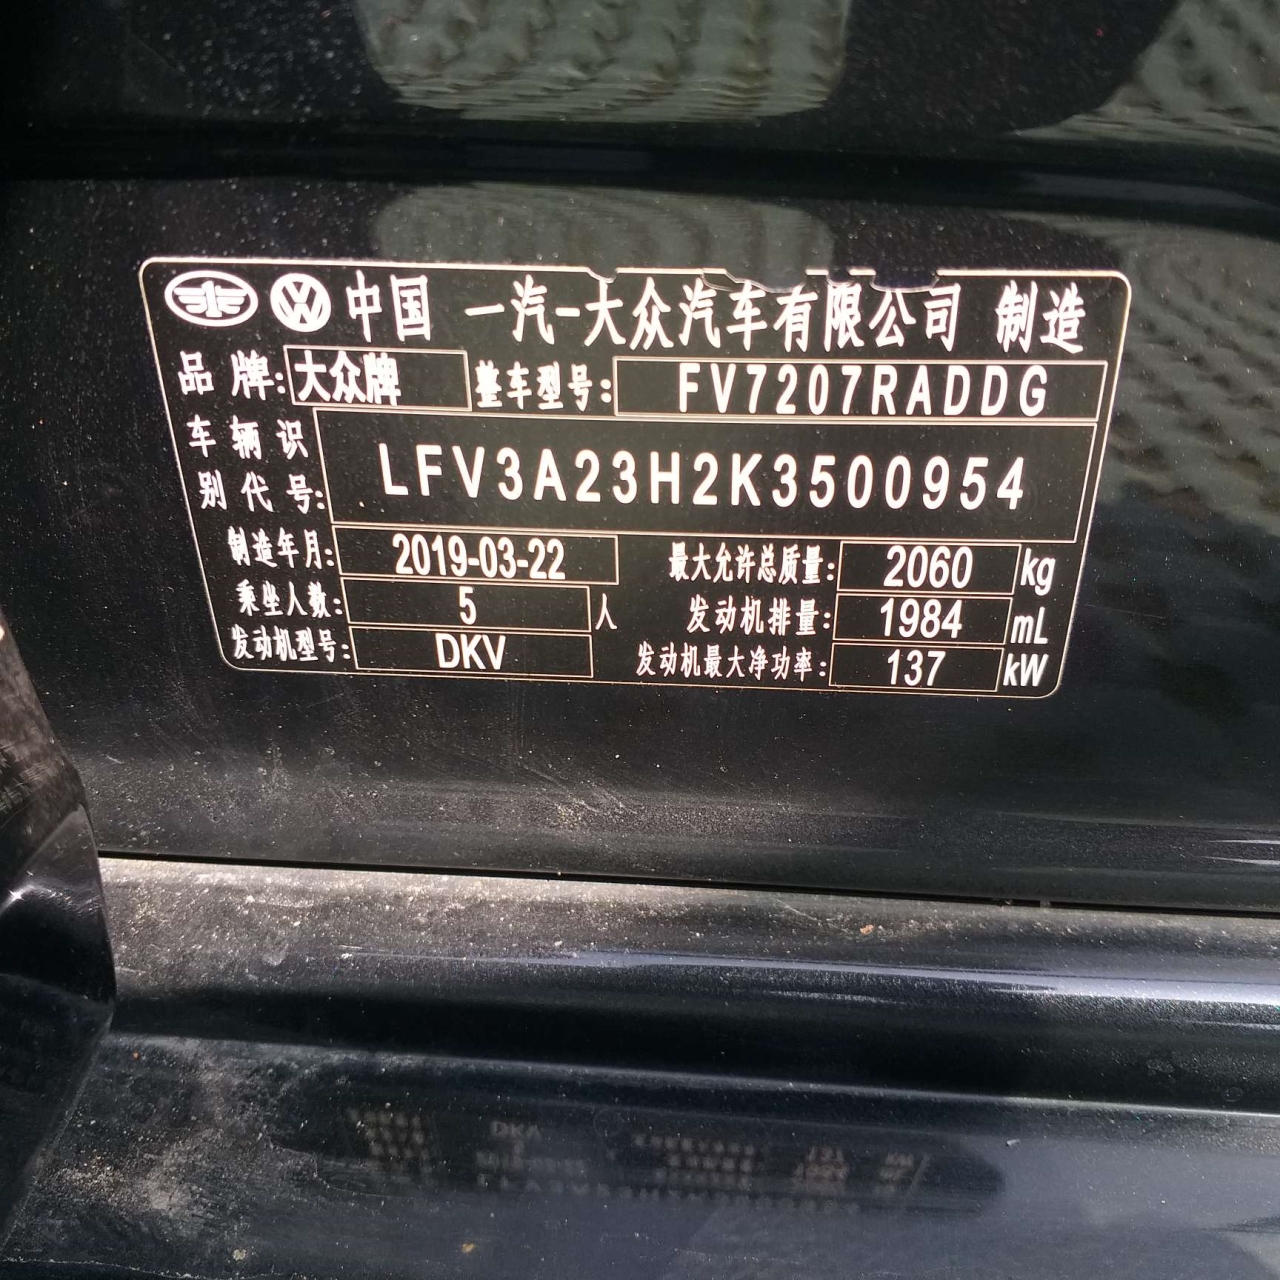 中国 一汽-大众汽车有限公司 制造
品牌: 大众牌 整车型号: FV7207RADDG
车辆识别代号: LFV3A23H2K3500954
制造年月: 2019-03-22 最大允许总质量: 2060 kg
乘坐人数: 5 人 发动机排量: 1984 mL
发动机型号: DKV 发动机最大净功率: 137 kW